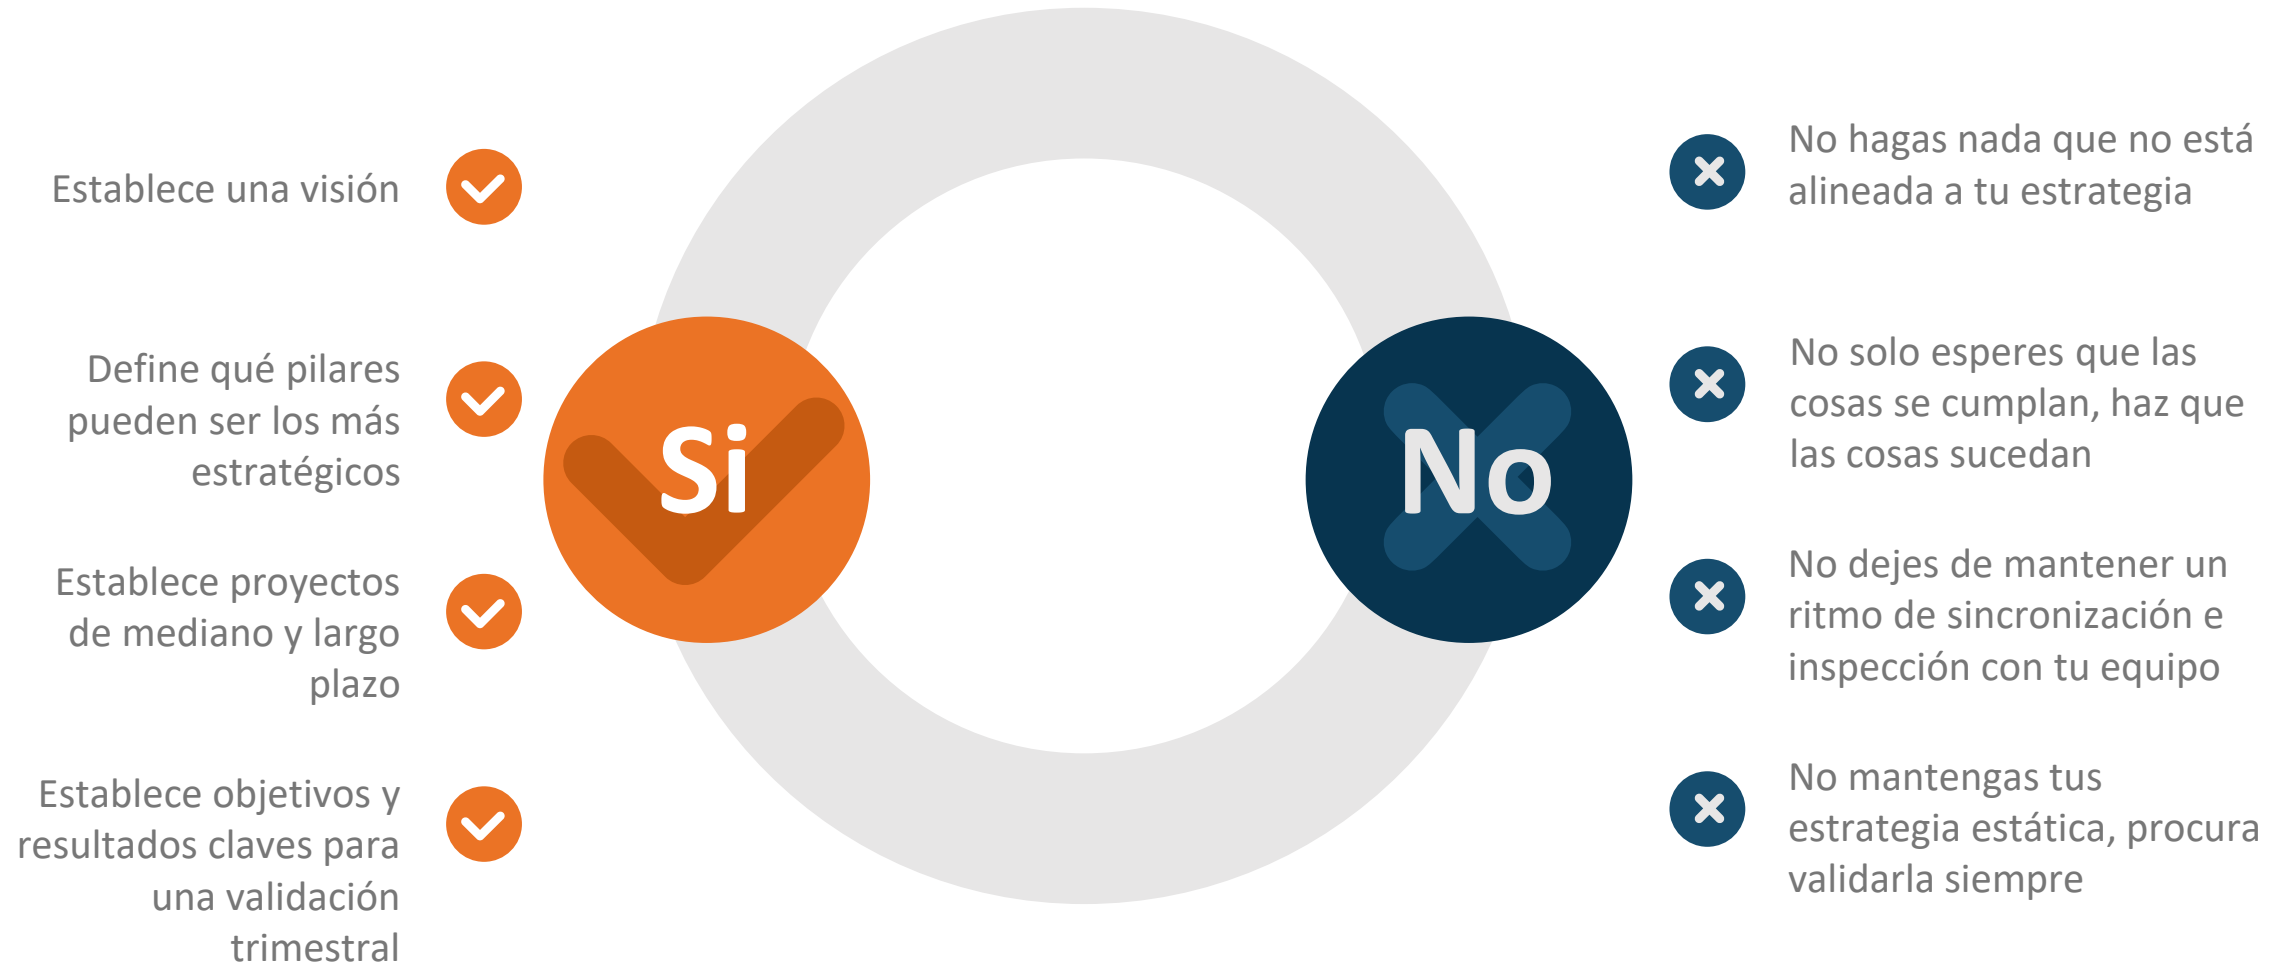 Establece una visión
Define qué pilares
pueden ser los más
estratégicos
Establece proyectos
de mediano y largo
plazo
Establece objetivos y
resultados claves para
una validación
trimestral
Si
No
No hagas nada que no está
alineada a tu estrategia
No solo esperes que las
cosas se cumplan, haz que
las cosas sucedan
No dejes de mantener un
ritmo de sincronización e
inspección con tu equipo
No mantengas tus
estrategia estática, procura
validarla siempre